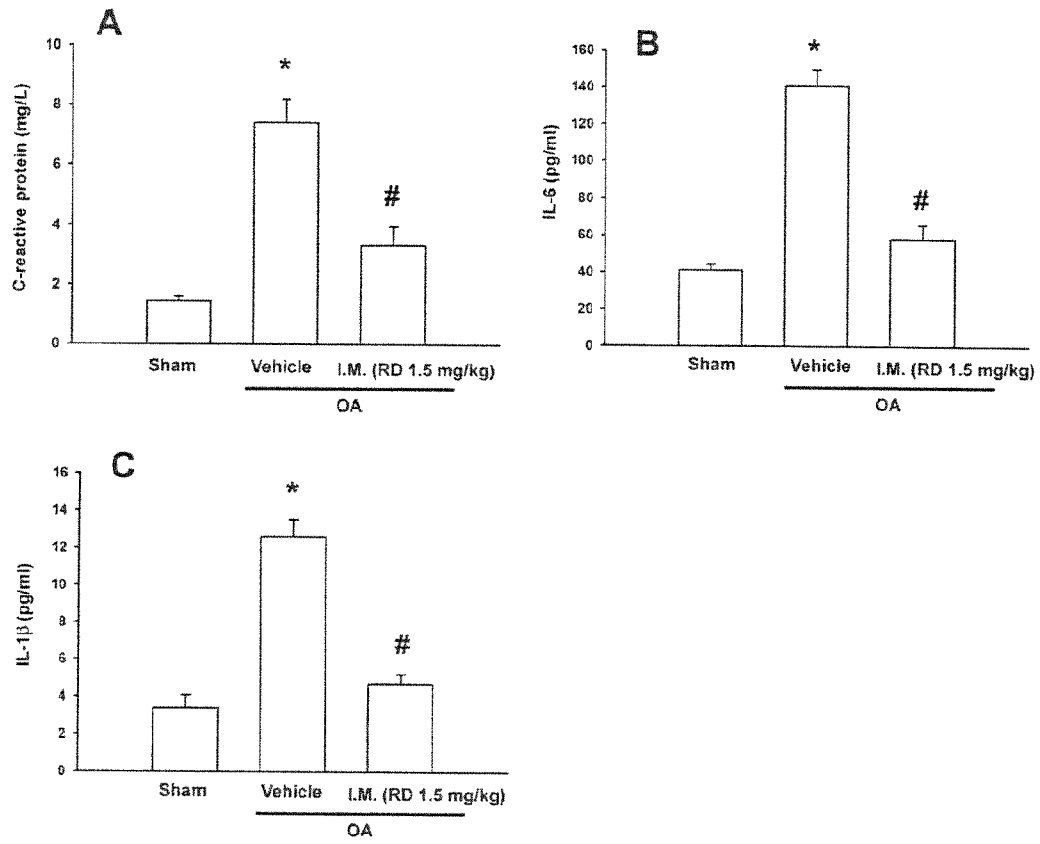 A
C-reactive protein (mg/L)
10
8
6
4
2
0
*
#
Sham
Vehicle
I.M. (RD 1.5 mg/kg)
OA
B
IL-6 (pg/ml)
160
140
120
100
80
60
40
20
0
*
#
Sham
Vehicle
I.M. (RD 1.5 mg/kg)
OA
C
IL-1β (pg/ml)
16
14
12
10
8
6
4
2
0
*
#
Sham
Vehicle
I.M. (RD 1.5 mg/kg)
OA